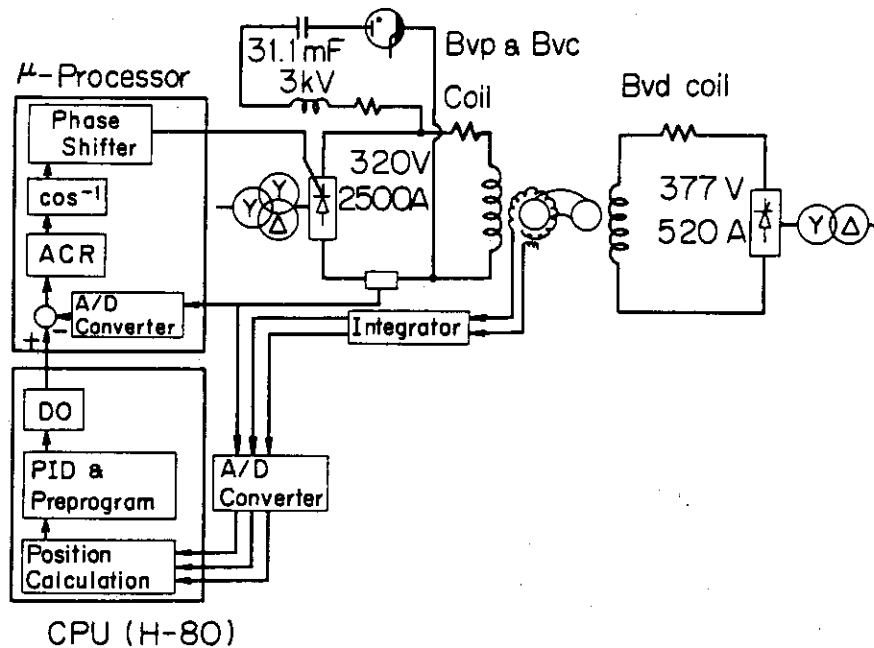 31.1mF
3kV
Bvp & Bvc
Coil
Bvd coil
μ-Processor
Phase
Shifter
cos⁻¹
ACR
A/D
Converter
+
-
320V
2500A
Y
Y
Δ
377V
520A
Y
Δ
Integrator
DO
PID &
Preprogram
Position
Calculation
A/D
Converter
CPU (H-80)